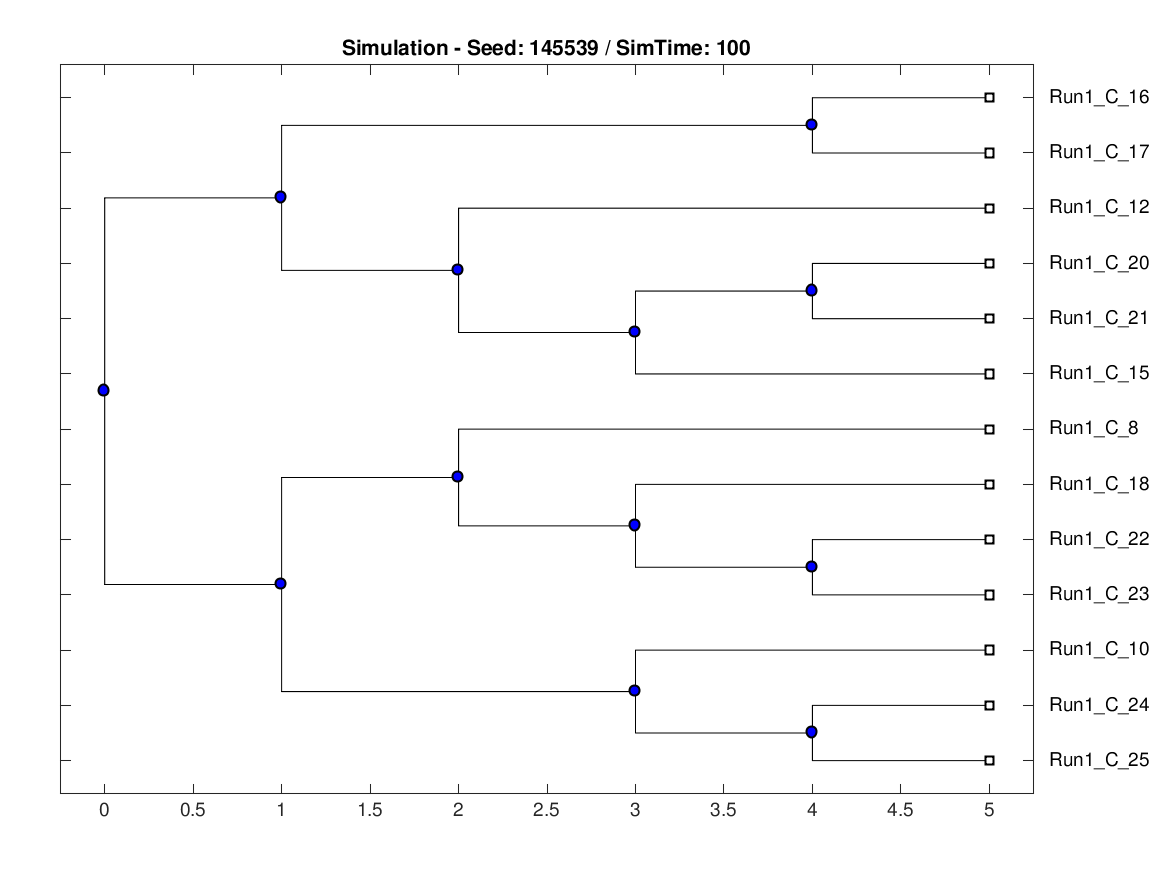 Simulation - Seed: 145539 / SimTime: 100
Run1_C_16
Run1_C_17
Run1_C_12
Run1_C_20
Run1_C_21
Run1_C_15
Run1_C_8
Run1_C_18
Run1_C_22
Run1_C_23
Run1_C_10
Run1_C_24
Run1_C_25
0 0.5 1 1.5 2 2.5 3 3.5 4 4.5 5